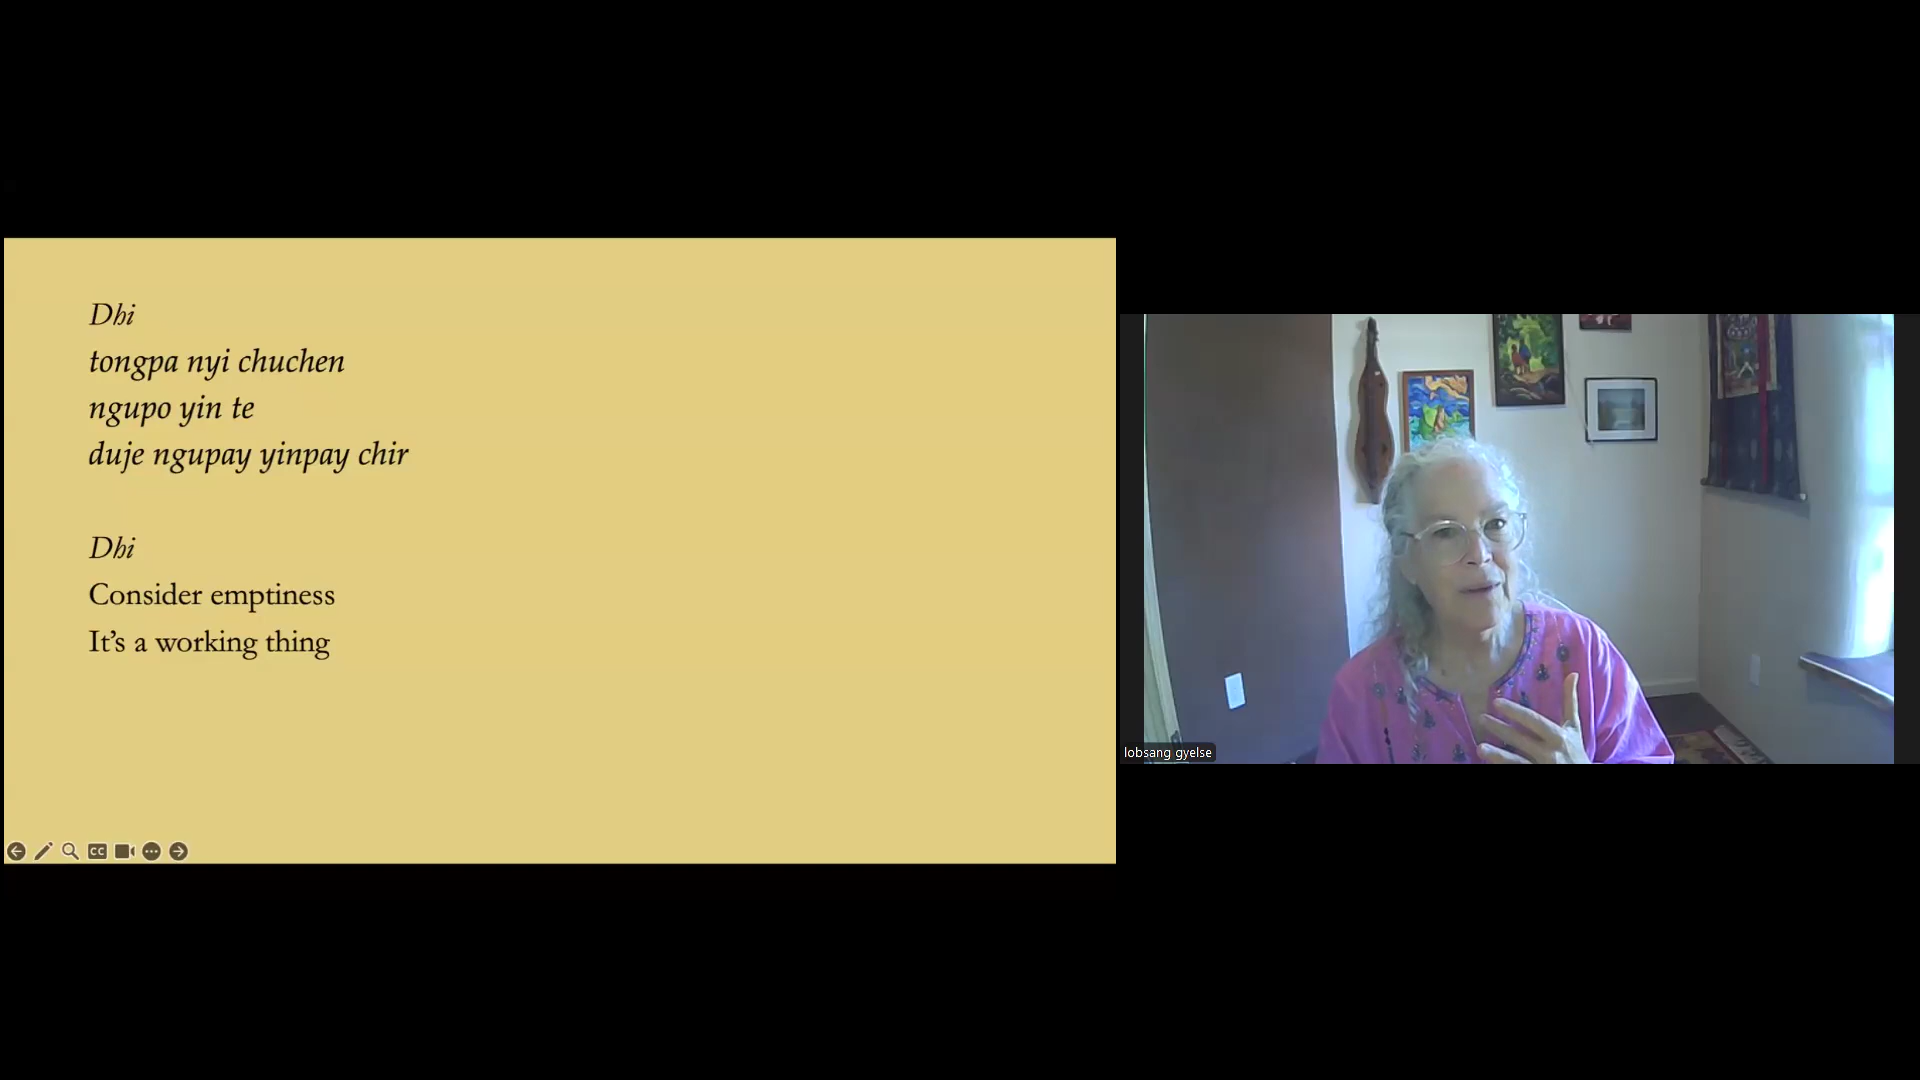 Dhi
tongpa nyi chuchen
ngupo yin te
duje ngupay yinpay chir
Dhi
Consider emptiness
It's a working thing
CC
lobsang gyelse